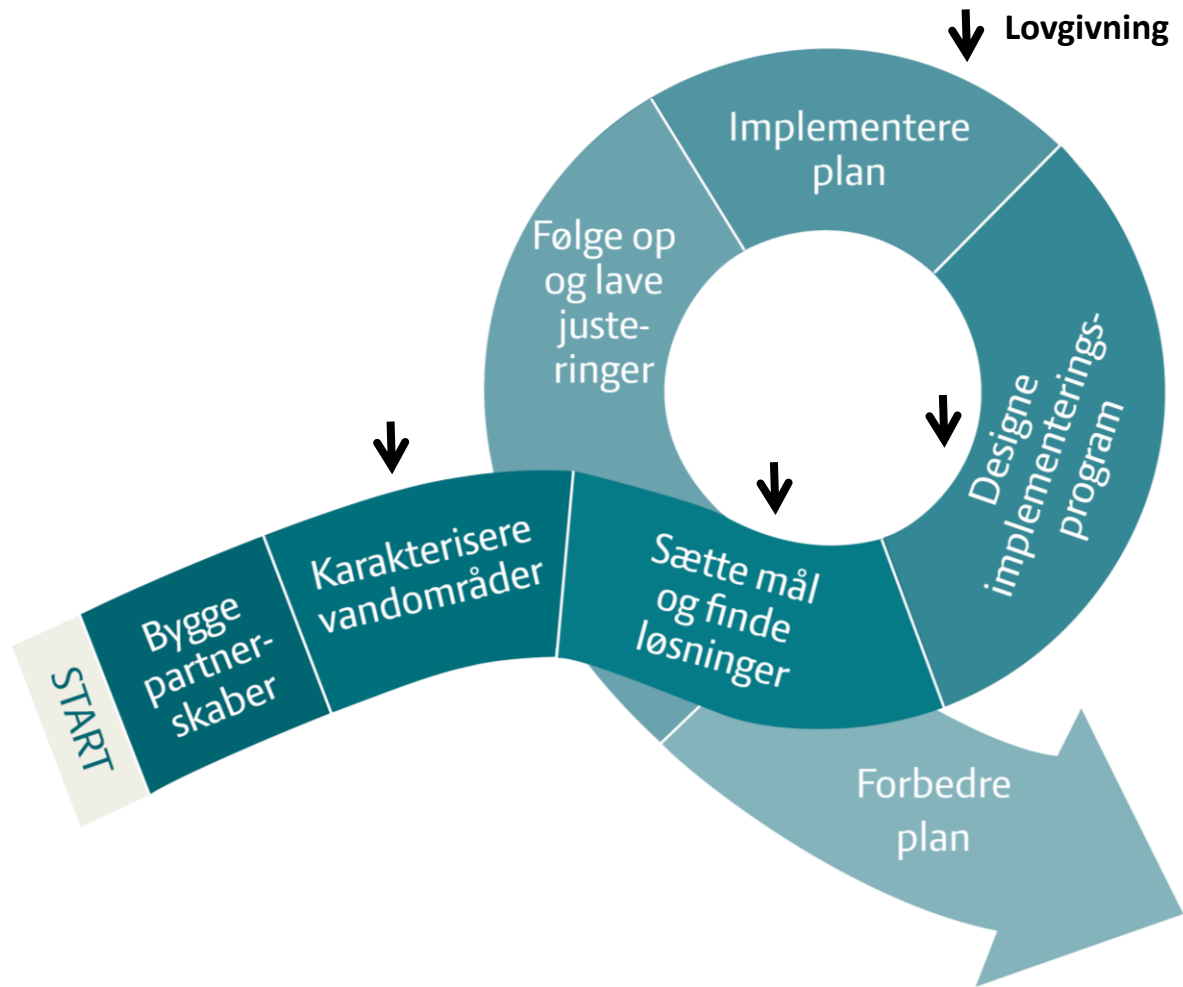 Lovgivning
START
Bygge
partner-
skaber
Karakterisere
vandområder
Sætte mål
og finde
løsninger
Designe
implementerings-
program
Implementere
plan
Følge op
og lave
juste-
ringer
Forbedre
plan